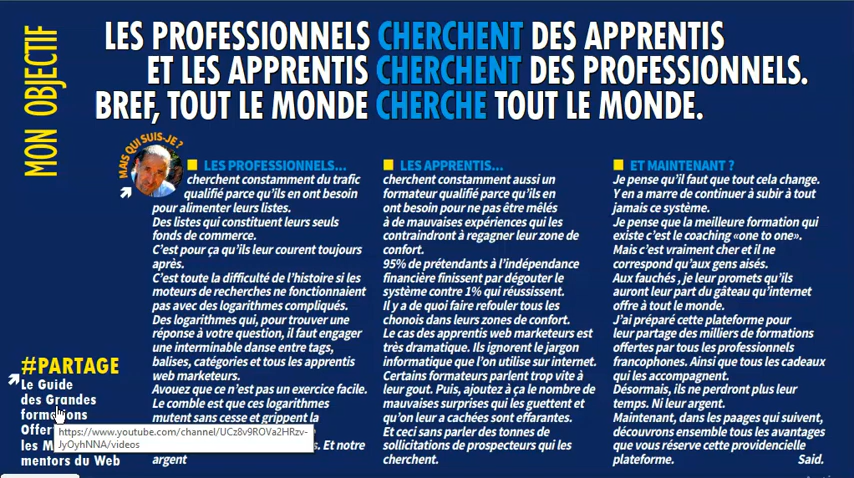 MON OBJECTIF
LES PROFESSIONNELS CHERCHENT DES APPRENTIS
ET LES APPRENTIS CHERCHENT DES PROFESSIONNELS.
BREF, TOUT LE MONDE CHERCHE TOUT LE MONDE.
MAIS QUI SUIS-JE ?
LES PROFESSIONNELS...
cherchent constamment du trafic
qualifié parce qu'ils en ont besoin
pour alimenter leurs listes.
Des listes qui constituent leurs seuls
fonds de commerce.
C'est pour ça qu'ils leur courent toujours
après.
C'est toute la difficulté de l'histoire si les
moteurs de recherches ne fonctionnaient
pas avec des logarithmes compliqués.
Des logarithmes qui, pour trouver une
réponse à votre question, il faut engager
une interminable danse entre tags,
balises, catégories et tous les apprentis
web marketeurs.
Avouez que ce n'est pas un exercice facile.
Le comble est que ces logarithmes
mutent sans cesse et grippent la
s. Et notre
argent
LES APPRENTIS...
cherchent constamment aussi un
formateur qualifié parce qu'ils en
ont besoin pour ne pas être mêlés
à de mauvaises expériences qui les
contraindront à regagner leur zone de
confort.
95% de prétendants à l'indépendance
financière finissent par dégouter le
système contre 1% qui réussissent.
Il y a de quoi faire refouler tous les
chonois dans leurs zones de confort.
Le cas des apprentis web marketeurs est
très dramatique. Ils ignorent le jargon
informatique que l'on utilise sur internet.
Certains formateurs parlent trop vite à
leur gout. Puis, ajoutez à ça le nombre de
mauvaises surprises qui les guettent et
qu'on leur a cachées sont effarantes.
Et ceci sans parler des tonnes de
sollicitations de prospecteurs qui les
cherchent.
ET MAINTENANT ?
Je pense qu'il faut que tout cela change.
Y en a marre de continuer à subir à tout
jamais ce système.
Je pense que la meilleure formation qui
existe c'est le coaching «one to one».
Mais c'est vraiment cher et il ne
correspond qu'aux gens aisés.
Aux fauchés , je leur promets qu'ils
auront leur part du gâteau qu'internet
offre à tout le monde.
J'ai préparé cette plateforme pour
leur partage des milliers de formations
offertes par tous les professionnels
francophones. Ainsi que tous les cadeaux
qui les accompagnent.
Désormais, ils ne perdront plus leur
temps. Ni leur argent.
Maintenant, dans les paages qui suivent,
découvrons ensemble tous les avantages
que vous réserve cette providencielle
plateforme. Said.
#PARTAGE
Le Guide
des Grandes
formations
Offer
les M
mentors du Web
https://www.youtube.com/channel/UCz8v9ROVa2HRzv-
JyOyhNNA/videos